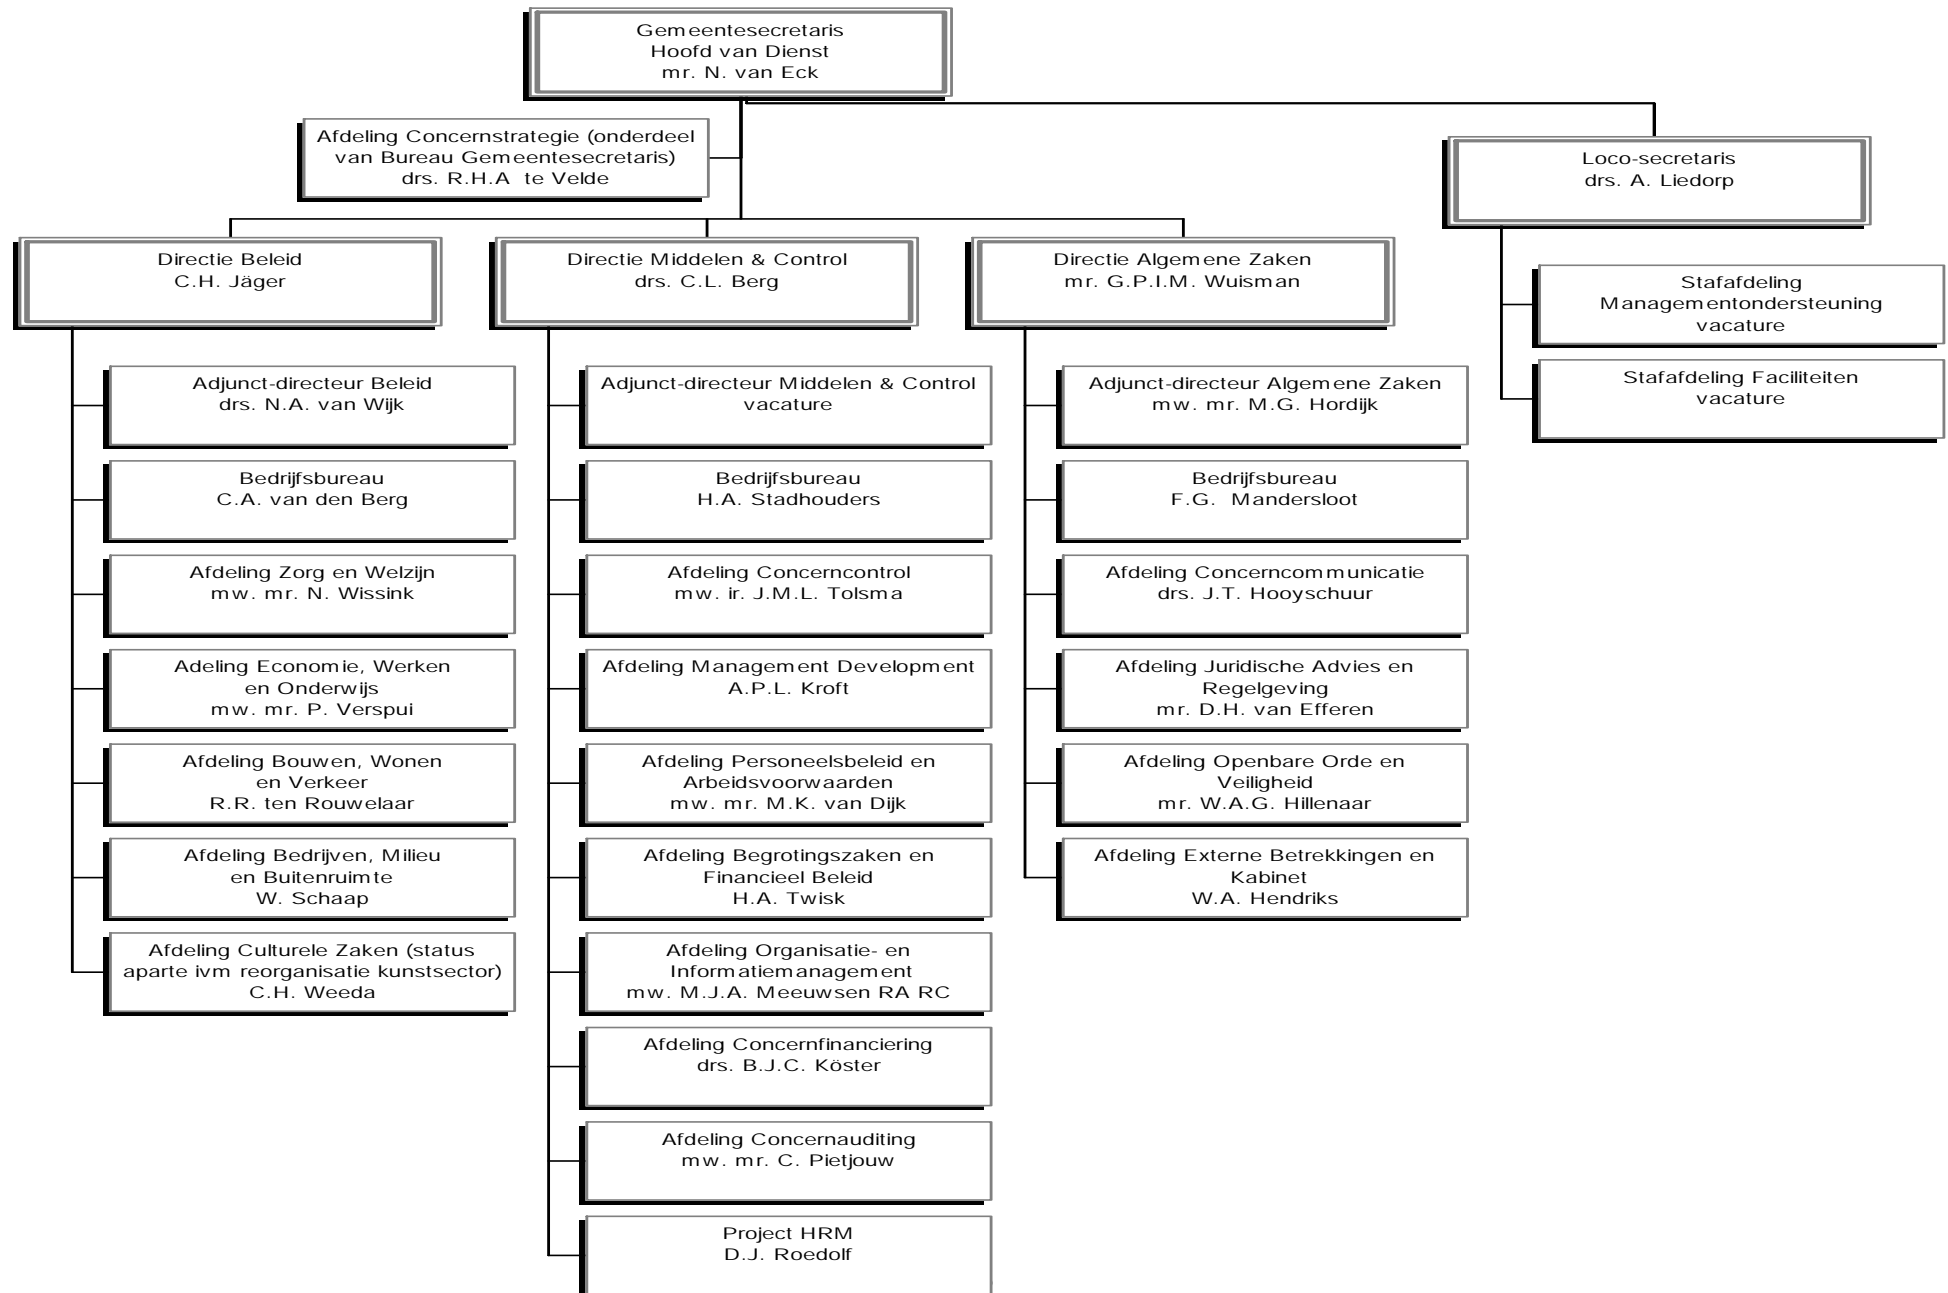 Gemeentesecretaris
Hoofd van Dienst
mr. N. van Eck
Afdeling Concernstrategie (onderdeel
van Bureau Gemeentesecretaris)
drs. R.H.A te Velde
Loco-secretaris
drs. A. Liedorp
Stafafdeling
Managementondersteuning
vacature
Stafafdeling Faciliteiten
vacature
Directie Beleid
C.H. Jäger
Adjunct-directeur Beleid
drs. N.A. van Wijk
Bedrijfsbureau
C.A. van den Berg
Afdeling Zorg en Welzijn
mw. mr. N. Wissink
Adeling Economie, Werken
en Onderwijs
mw. mr. P. Verspui
Afdeling Bouwen, Wonen
en Verkeer
R.R. ten Rouwelaar
Afdeling Bedrijven, Milieu
en Buitenruimte
W. Schaap
Afdeling Culturele Zaken (status
aparte ivm reorganisatie kunstsector)
C.H. Weeda
Directie Middelen & Control
drs. C.L. Berg
Adjunct-directeur Middelen & Control
vacature
Bedrijfsbureau
H.A. Stadhouders
Afdeling Concerncontrol
mw. ir. J.M.L. Tolsma
Afdeling Management Development
A.P.L. Kroft
Afdeling Personeelsbeleid en
Arbeidsvoorwaarden
mw. mr. M.K. van Dijk
Afdeling Begrotingszaken en
Financieel Beleid
H.A. Twisk
Afdeling Organisatie- en
Informatiemanagement
mw. M.J.A. Meeuwsen RA RC
Afdeling Concernfinanciering
drs. B.J.C. Köster
Afdeling Concernauditing
mw. mr. C. Pietjouw
Project HRM
D.J. Roedolf
Directie Algemene Zaken
mr. G.P.I.M. Wuisman
Adjunct-directeur Algemene Zaken
mw. mr. M.G. Hordijk
Bedrijfsbureau
F.G. Mandersloot
Afdeling Concerncommunicatie
drs. J.T. Hooyschuur
Afdeling Juridische Advies en
Regelgeving
mr. D.H. van Efferen
Afdeling Openbare Orde en
Veiligheid
mr. W.A.G. Hillenaar
Afdeling Externe Betrekkingen en
Kabinet
W.A. Hendriks